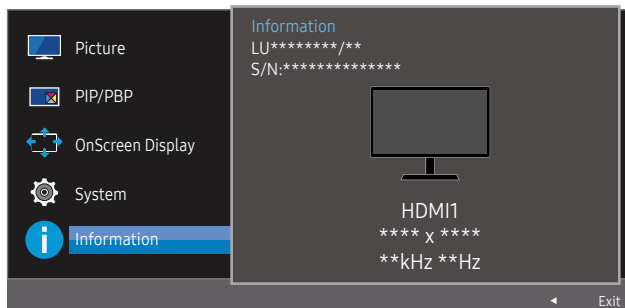 Picture
PIP/PBP
OnScreen Display
System
Information
Information
LU********/**
S/N:**************
HDMI1
**** x ****
**kHz **Hz
Exit